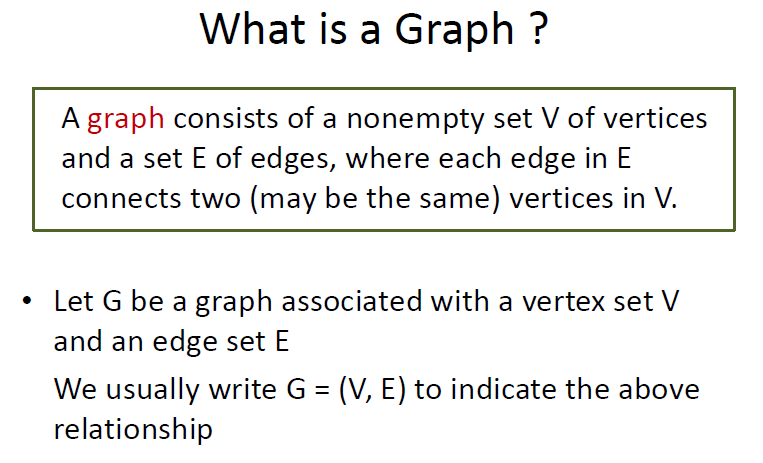 What is a Graph ?
A graph consists of a nonempty set V of vertices
and a set E of edges, where each edge in E
connects two (may be the same) vertices in V.
• Let G be a graph associated with a vertex set V
and an edge set E
We usually write G = (V, E) to indicate the above
relationship